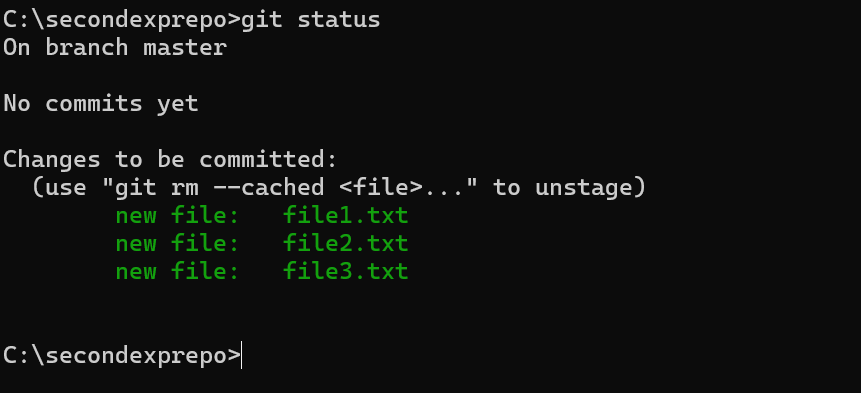 C:\secondexprepo>git status
On branch master
No commits yet
Changes to be committed:
  (use "git rm --cached <file>..." to unstage)
        new file:   file1.txt
        new file:   file2.txt
        new file:   file3.txt
C:\secondexprepo>